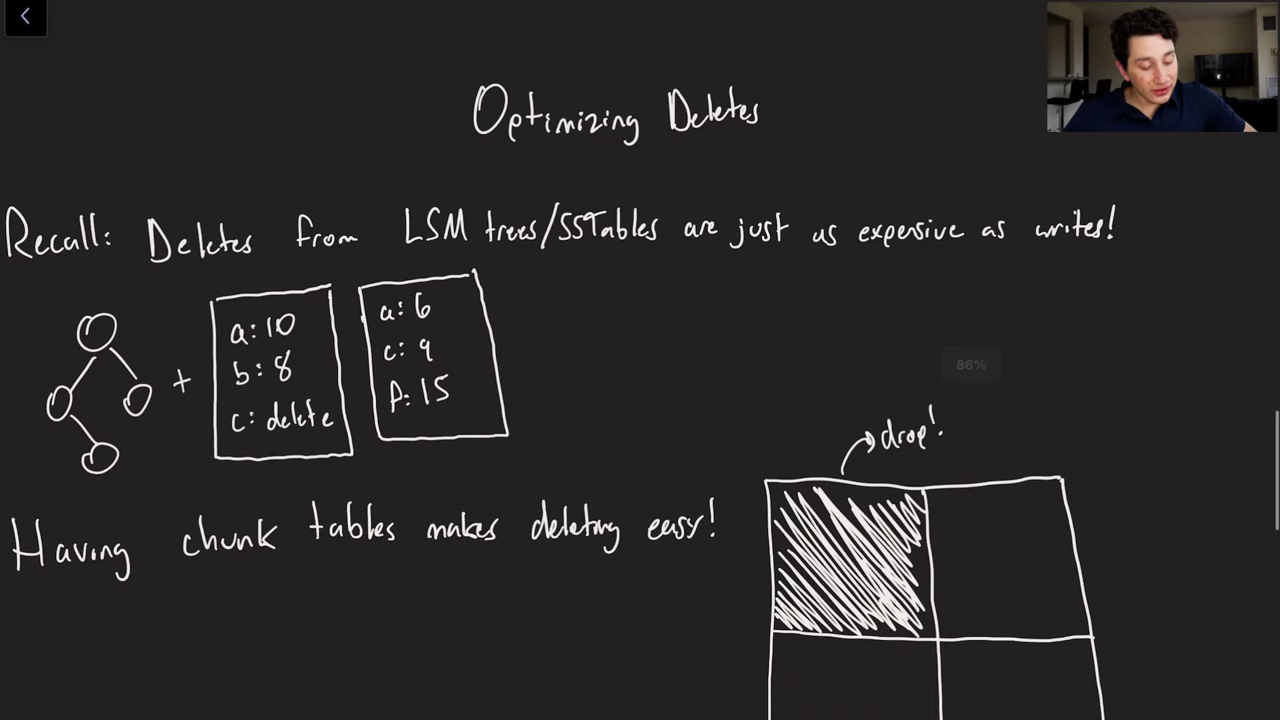 Optimizing Deletes
Recall: Deletes from LSM trees/SSTables are just as expensive as writes!
a: 10
b: 8
c: delete
+
a: 6
c: 9
f: 15
86%
drop!
Having chunk tables makes deleting easy!